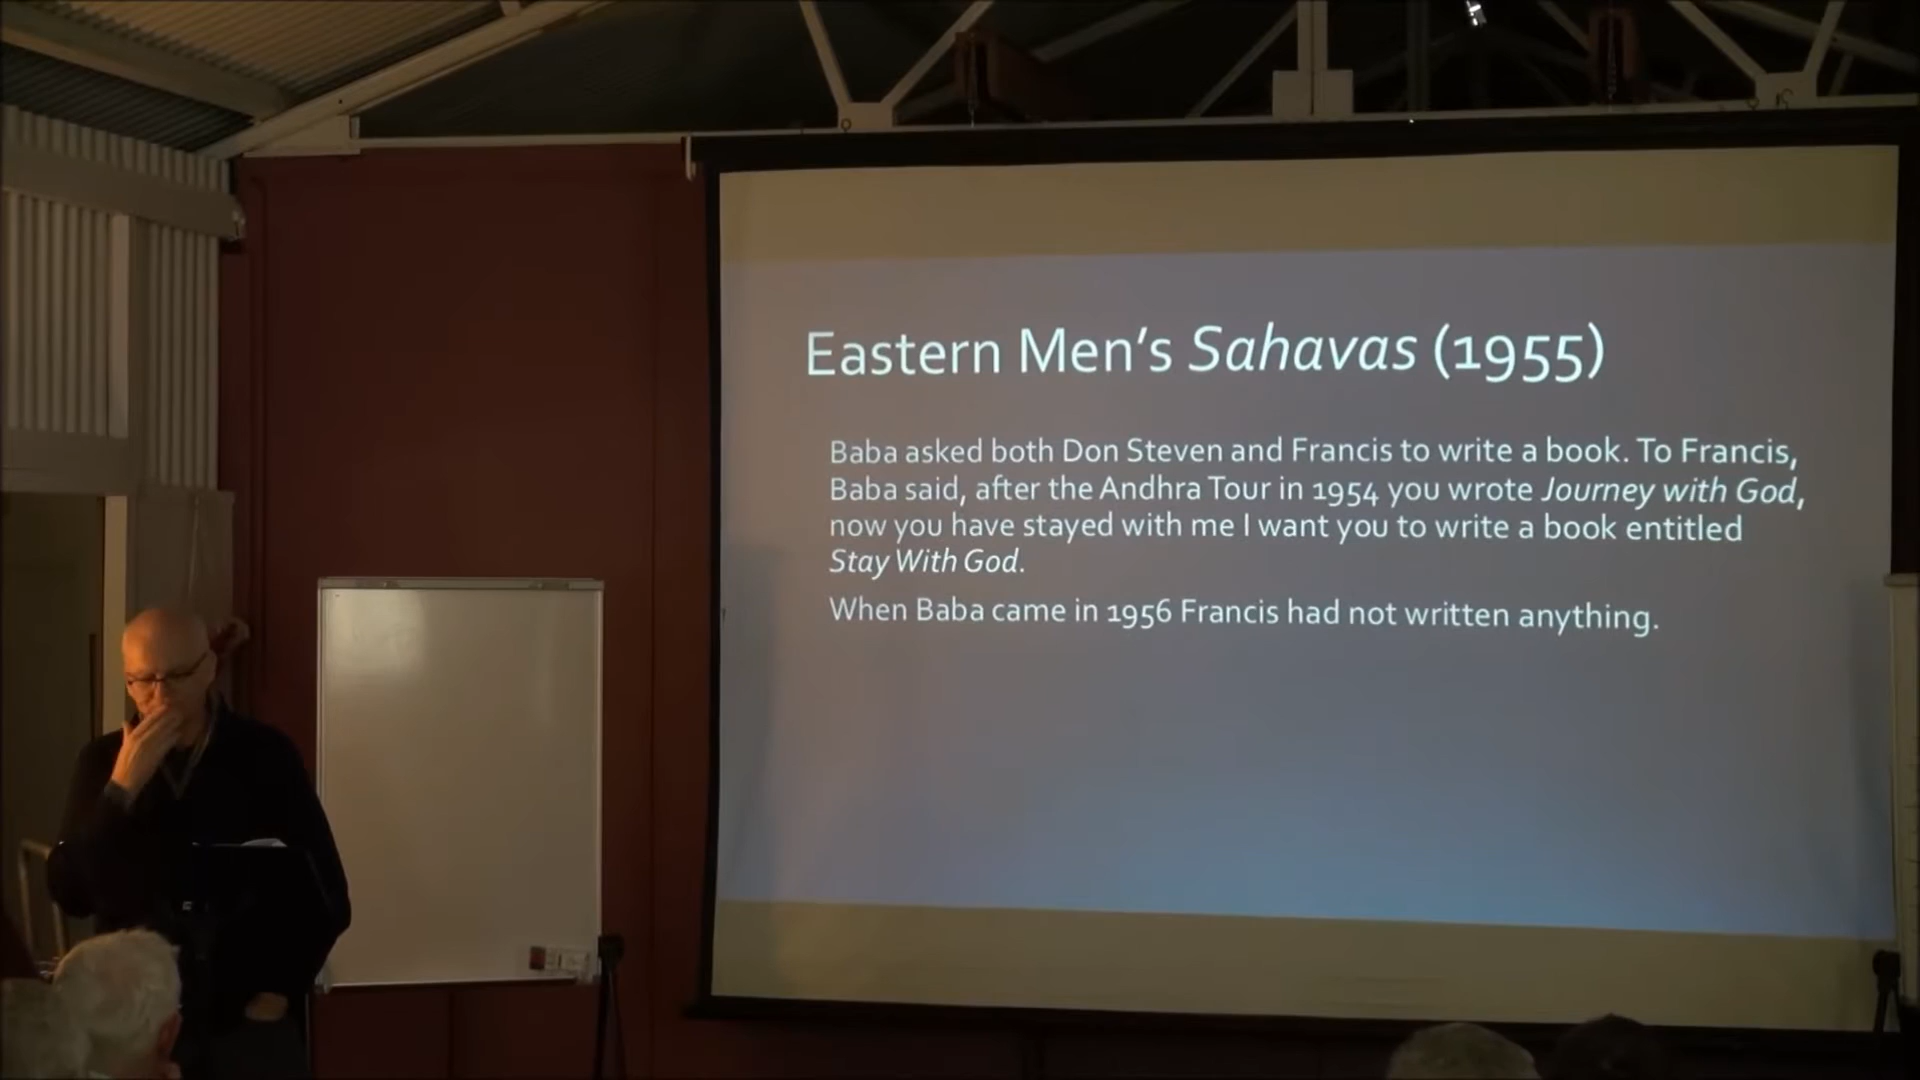 Eastern Men's Sahavas (1955)
Baba asked both Don Steven and Francis to write a book. To Francis,
Baba said, after the Andhra Tour in 1954 you wrote Journey with God,
now you have stayed with me I want you to write a book entitled
Stay With God.
When Baba came in 1956 Francis had not written anything.